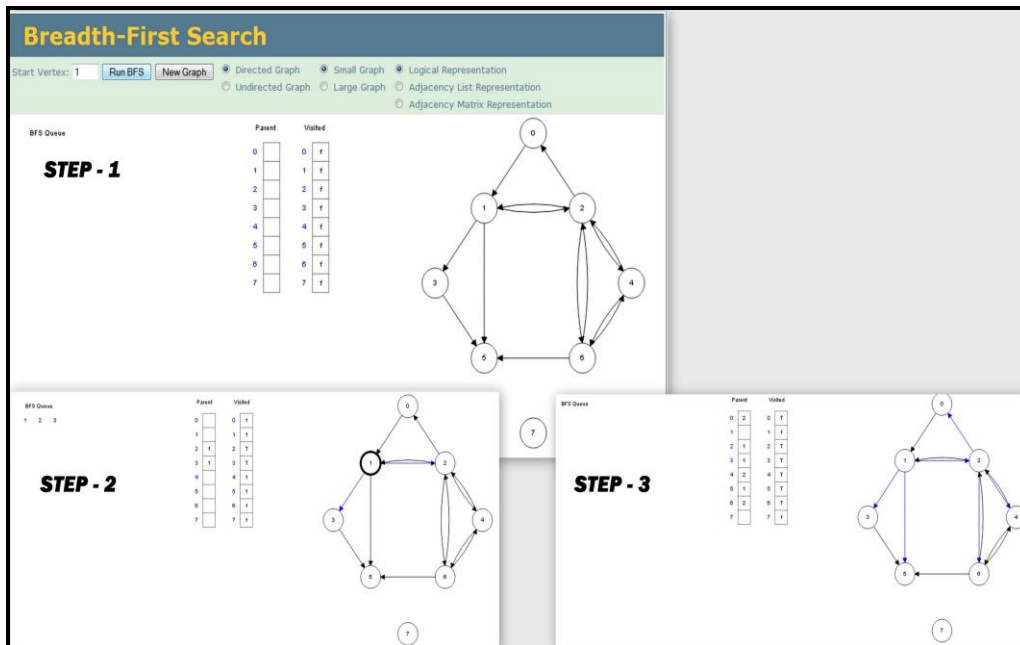 Breadth-First Search
Start Vertex: 1 Run BFS New Graph Directed Graph Small Graph Logical Representation
Undirected Graph Large Graph Adjacency List Representation
Adjacency Matrix Representation
BFS Queue Parent Visited
STEP - 1
0 0 f
1 1 f
2 2 f
3 3 f
4 4 f
5 5 f
6 6 f
7 7 f
0
1 2
3 4
5 6
7
BFS Queue Parent Visited
1 2 3
STEP - 2
0 0 f
1 1 f
2 1 2 T
3 1 3 T
4 4 f
5 5 f
6 6 f
7 7 f
0
1 2
3 4
5 6
7
BFS Queue Parent Visited
STEP - 3
0 2 0 T
1 1 f
2 1 2 T
3 1 3 T
4 2 4 T
5 1 5 T
6 2 6 T
7 7 f
0
1 2
3 4
5 6
7